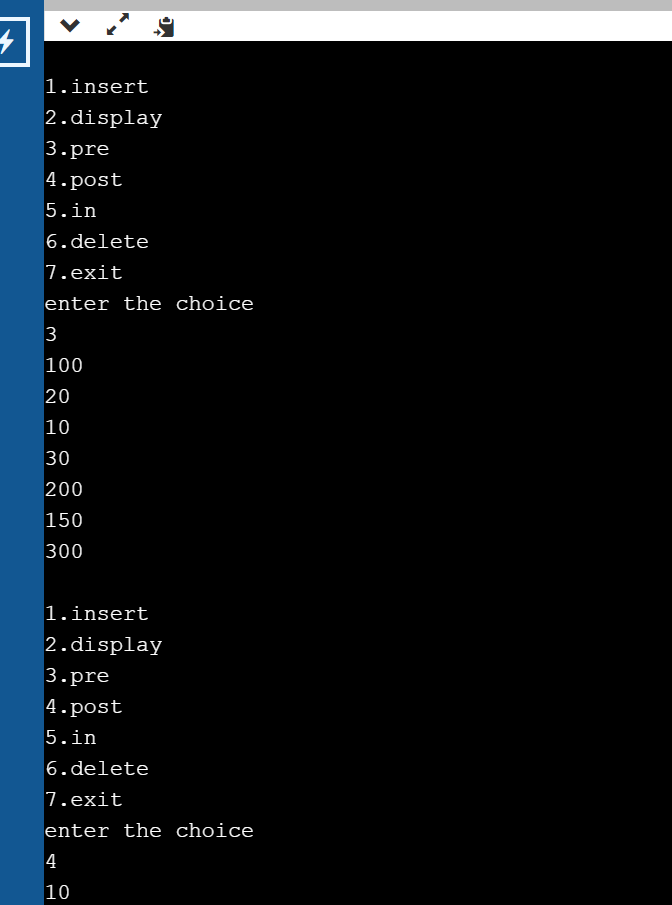 1.insert
2.display
3.pre
4.post
5.in
6.delete
7.exit
enter the choice
3
100
20
10
30
200
150
300
1.insert
2.display
3.pre
4.post
5.in
6.delete
7.exit
enter the choice
4
10